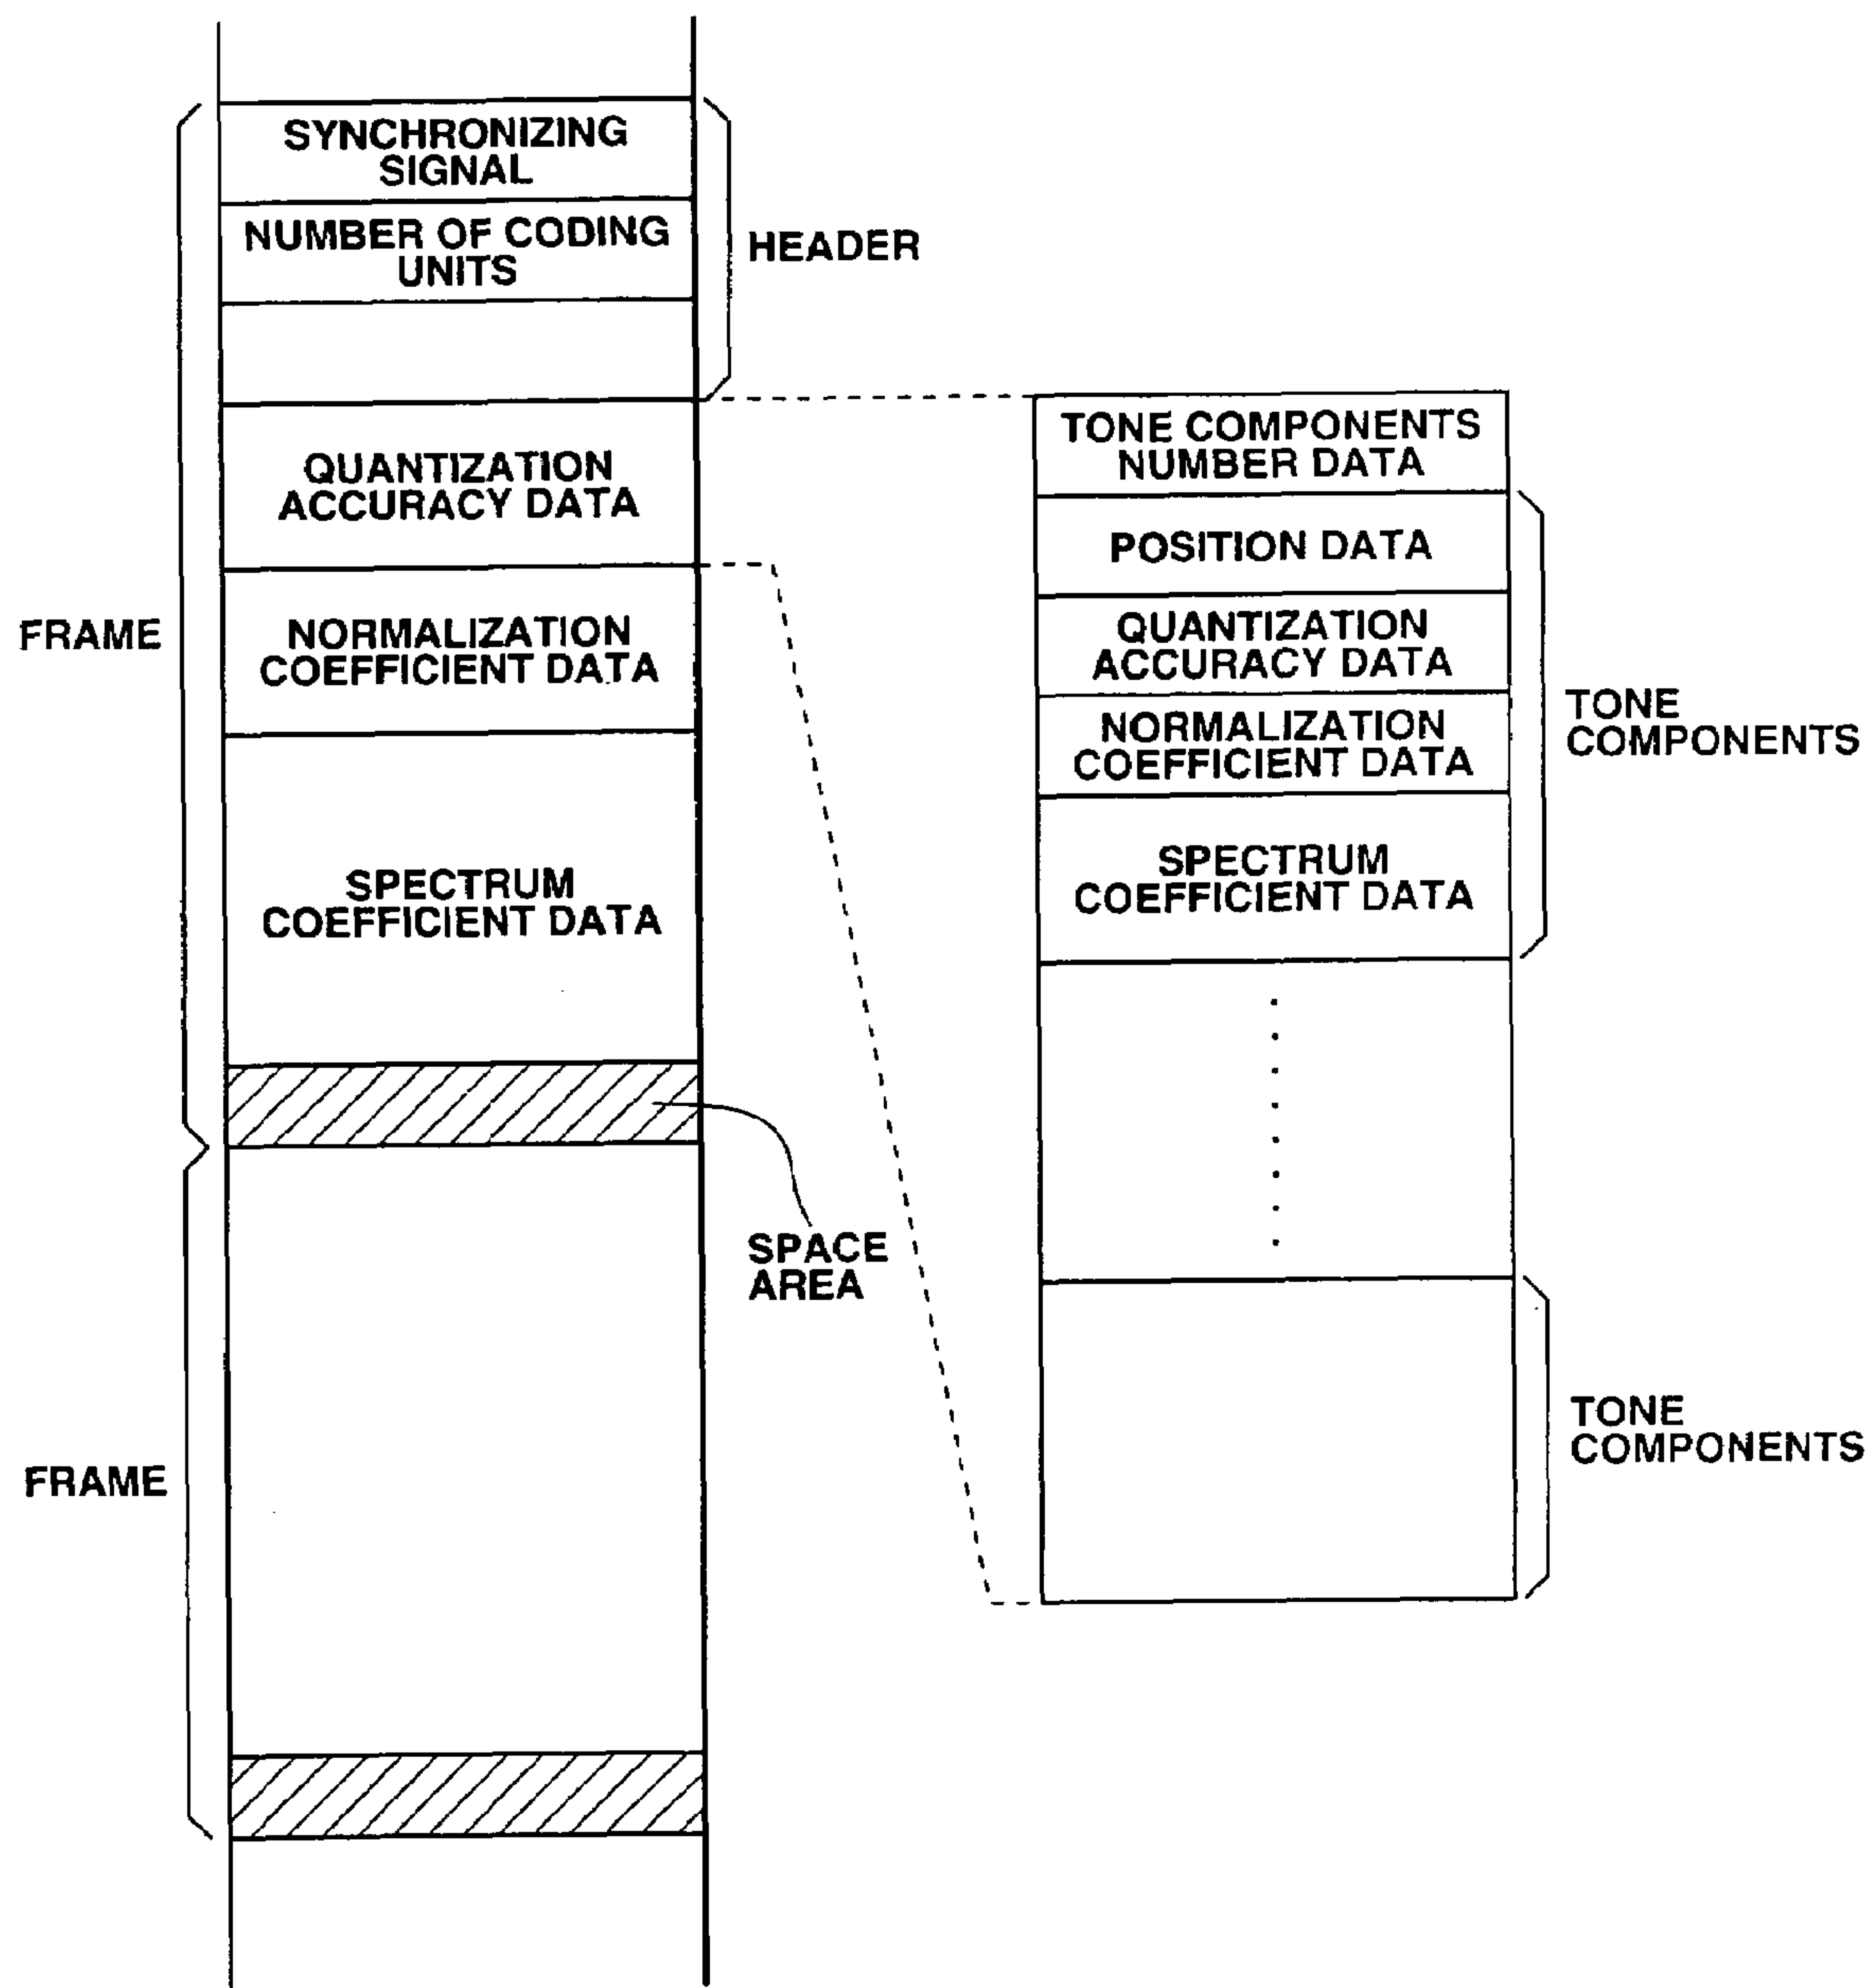 SYNCHRONIZING
SIGNAL
NUMBER OF CODING
UNITS
HEADER
QUANTIZATION
ACCURACY DATA
FRAME
NORMALIZATION
COEFFICIENT DATA
SPECTRUM
COEFFICIENT DATA
SPACE
AREA
FRAME
TONE COMPONENTS
NUMBER DATA
POSITION DATA
QUANTIZATION
ACCURACY DATA
NORMALIZATION
COEFFICIENT DATA
SPECTRUM
COEFFICIENT DATA
TONE
COMPONENTS
TONE
COMPONENTS